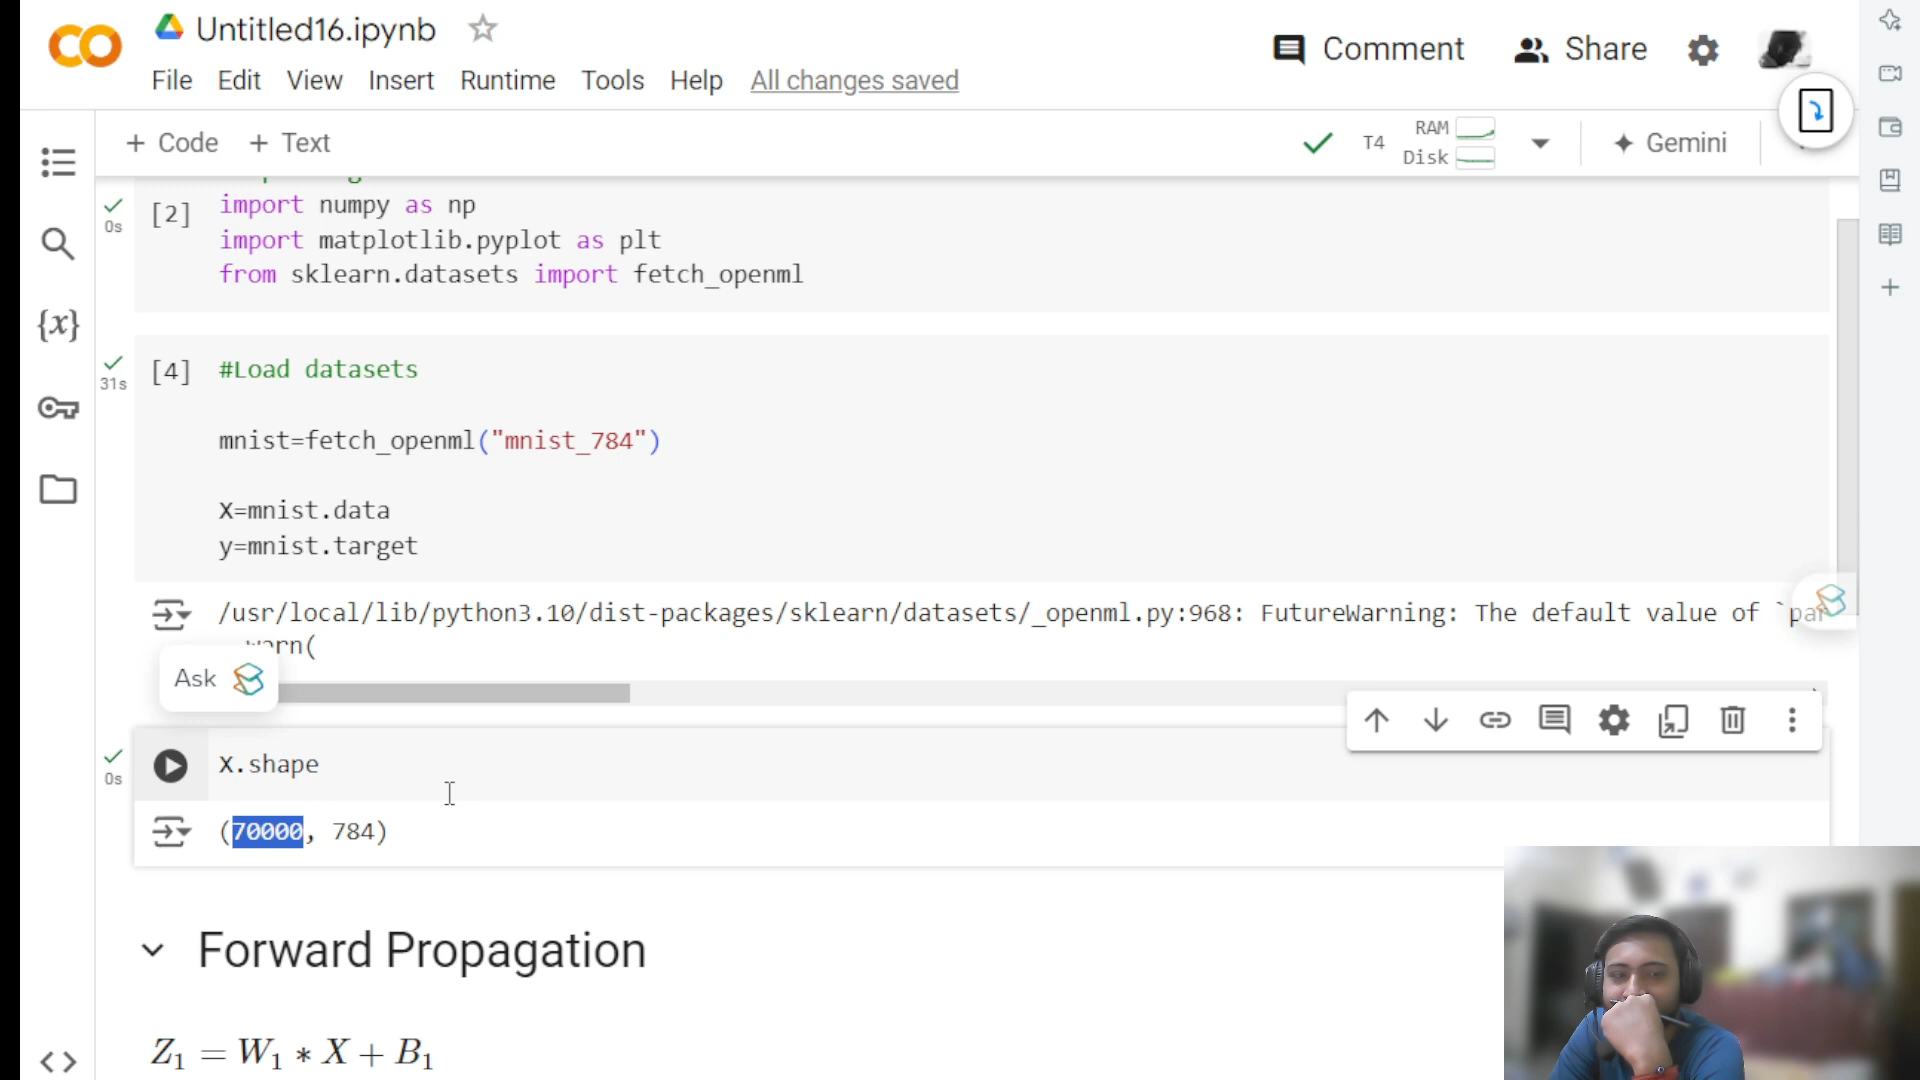 Untitled16.ipynb
Comment
Share
File Edit View Insert Runtime Tools Help All changes saved
+ Code + Text
T4
RAM
Disk
Gemini
[2]
0s
import numpy as np
import matplotlib.pyplot as plt
from sklearn.datasets import fetch_openml
[4]
31s
#Load datasets
mnist=fetch_openml("mnist_784")
X=mnist.data
y=mnist.target
/usr/local/lib/python3.10/dist-packages/sklearn/datasets/_openml.py:968: FutureWarning: The default value of `par
warn(
Ask
0s
X.shape
(70000, 784)
Forward Propagation
Z₁ = W₁ * X + B₁